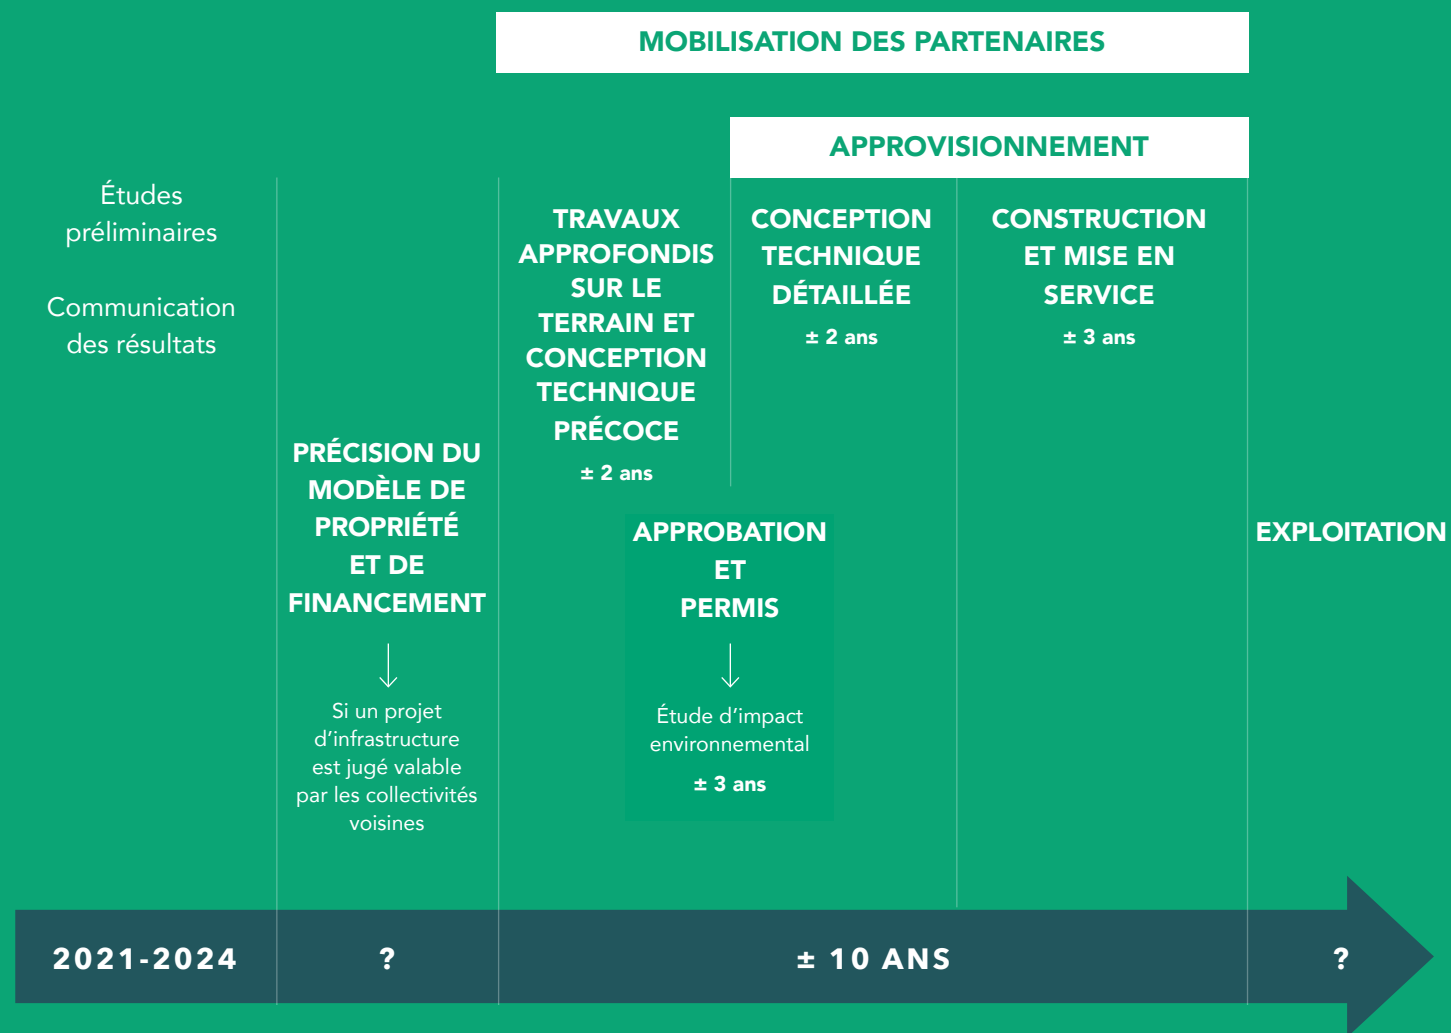 MOBILISATION DES PARTENAIRES
APPROVISIONNEMENT
Études
préliminaires
Communication
des résultats
PRÉCISION DU
MODÈLE DE
PROPRIÉTÉ
ET DE
FINANCEMENT
Si un projet
d’infrastructure
est jugé valable
par les collectivités
voisines
TRAVAUX
APPROFONDIS
SUR LE
TERRAIN ET
CONCEPTION
TECHNIQUE
PRÉCOCE
± 2 ans
APPROBATION
ET
PERMIS
Étude d’impact
environnemental
± 3 ans
CONCEPTION
TECHNIQUE
DÉTAILLÉE
± 2 ans
CONSTRUCTION
ET MISE EN
SERVICE
± 3 ans
EXPLOITATION
2021-2024
?
± 10 ANS
?